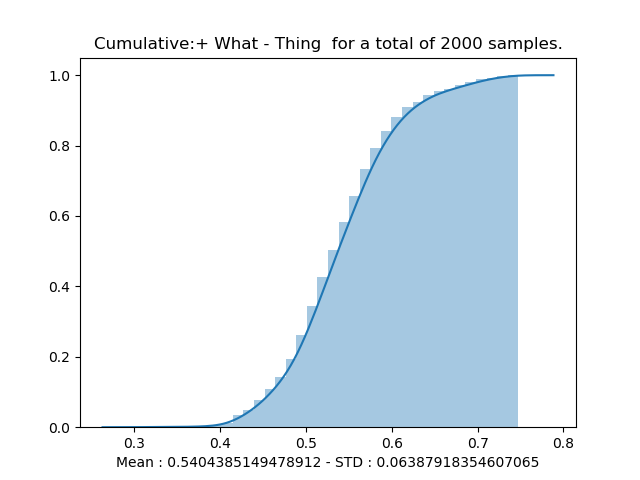 Cumulative:+ What - Thing  for a total of 2000 samples.
1.0
0.8
0.6
0.4
0.2
0.0
0.3 0.4 0.5 0.6 0.7 0.8
Mean : 0.5404385149478912 - STD : 0.06387918354607065